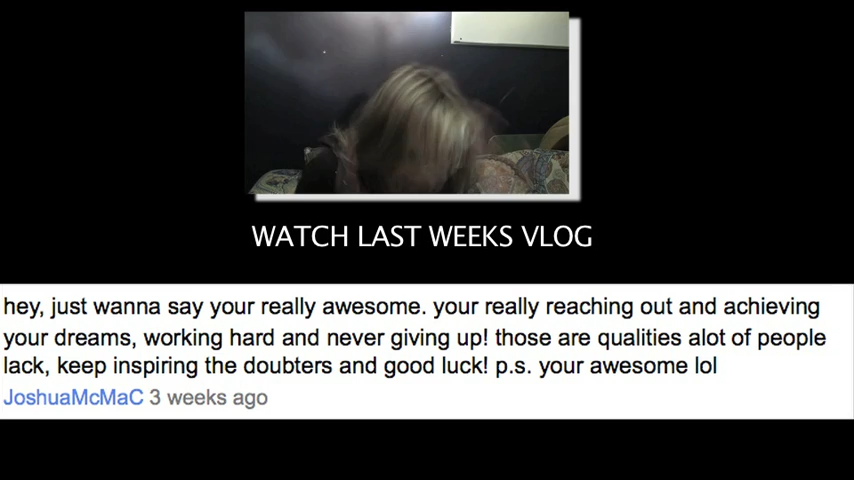 WATCH LAST WEEKS VLOG
hey, just wanna say your really awesome. your really reaching out and achieving
your dreams, working hard and never giving up! those are qualities alot of people
lack, keep inspiring the doubters and good luck! p.s. your awesome lol
JoshuaMcMaC 3 weeks ago